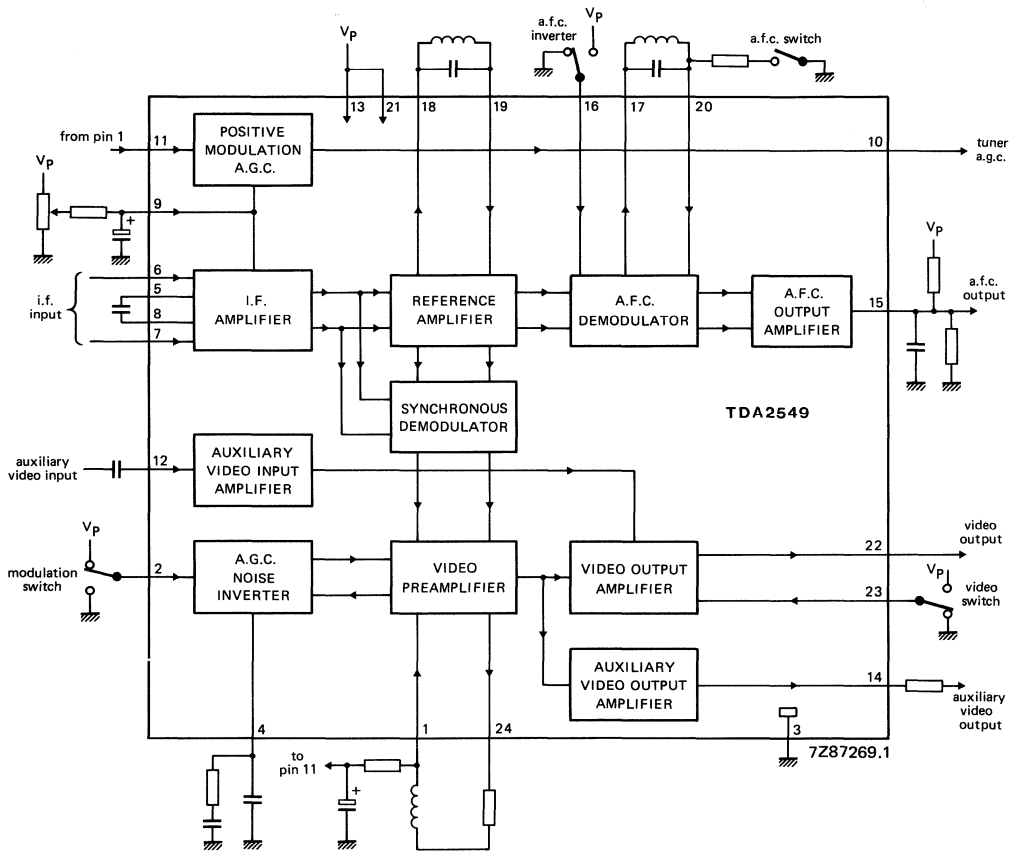 a.f.c.
inverter
VP
a.f.c. switch
VP
13 21 18 19 16 17 20
from pin 1
11
POSITIVE
MODULATION
A.G.C.
10
tuner
a.g.c.
VP
9
+
VP
i.f.
input
6
5
8
7
I.F.
AMPLIFIER
REFERENCE
AMPLIFIER
A.F.C.
DEMODULATOR
A.F.C.
OUTPUT
AMPLIFIER
15
a.f.c.
output
SYNCHRONOUS
DEMODULATOR
TDA2549
auxiliary
video input
12
AUXILIARY
VIDEO INPUT
AMPLIFIER
VP
modulation
switch
2
A.G.C.
NOISE
INVERTER
VIDEO
PREAMPLIFIER
VIDEO OUTPUT
AMPLIFIER
22
video
output
23
VP
video
switch
AUXILIARY
VIDEO OUTPUT
AMPLIFIER
14
auxiliary
video
output
4 1 24 3
7Z87269.1
to
pin 11
+